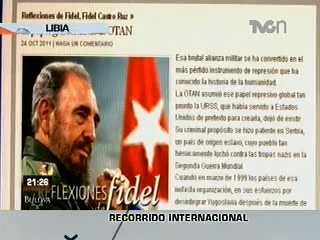 Reflexiones de Fidel, Fidel Castro Ruz »
LIBIA
TVCn
OTAN
24 OCT 2011 | HAGA UN COMENTARIO
Esa brutal alianza militar se ha convertido en el
más pérfido instrumento de represión que ha
conocido la historia de la humanidad.
La OTAN asumió ese papel represivo global tan
pronto la URSS, que había servido a Estados
Unidos de pretexto para crearla, dejó de existir.
Su criminal propósito se hizo patente en Serbia,
un país de origen eslavo, cuyo pueblo tan
heroicamente luchó contra las tropas nazis en la
Segunda Guerra Mundial.
Cuando en marzo de 1999 los países de esa
nefasta organización, en sus esfuerzos por
desintegrar Yugoslavia después de la muerte de
REFLEXIONES
de
fidel
21:26
BULOVA
RECORRIDO INTERNACIONAL